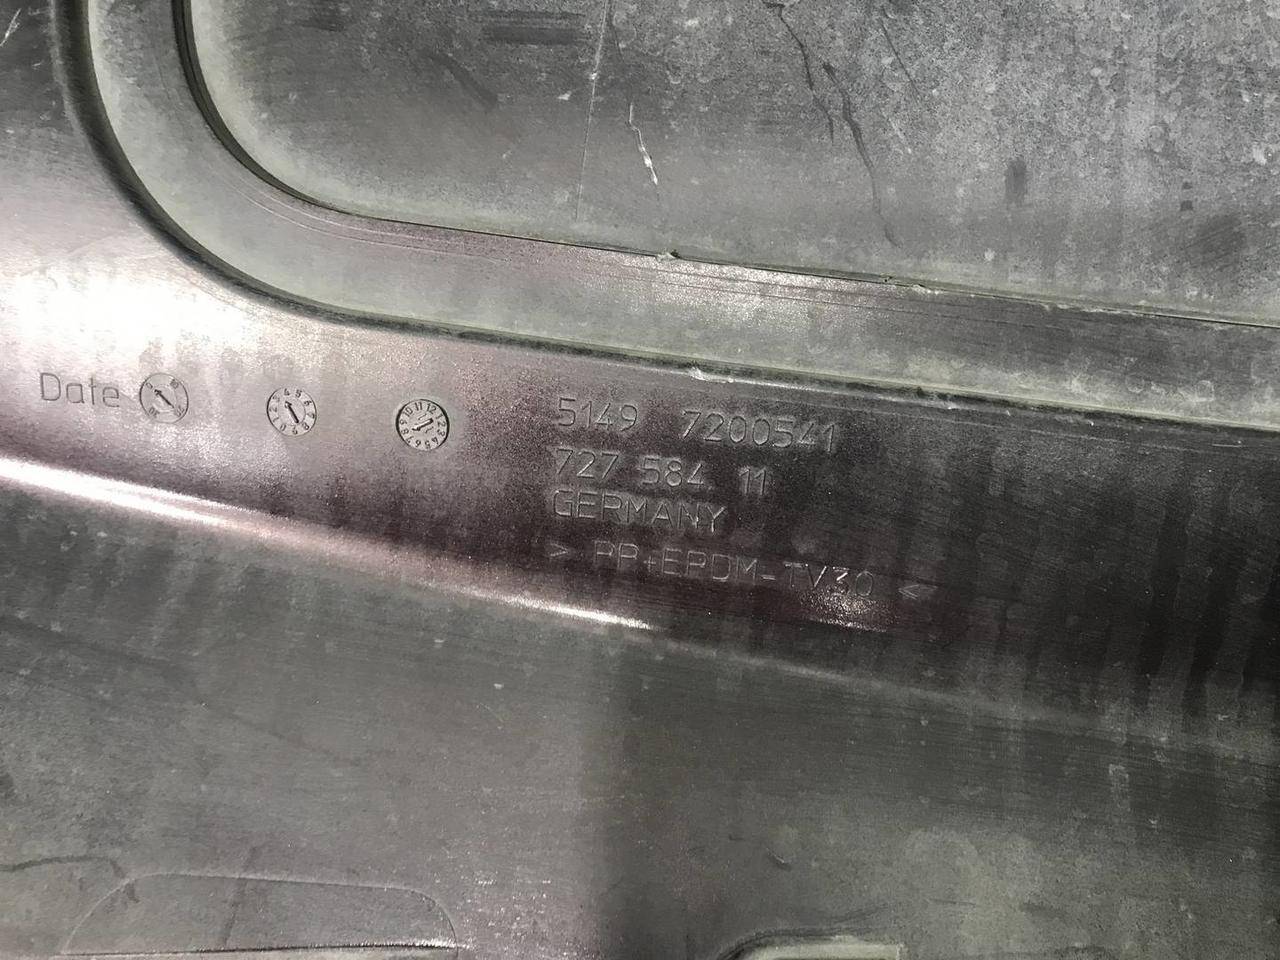 Date
5149 7200541
727 584 11
GERMANY
> PP+EPDM-TV30 <